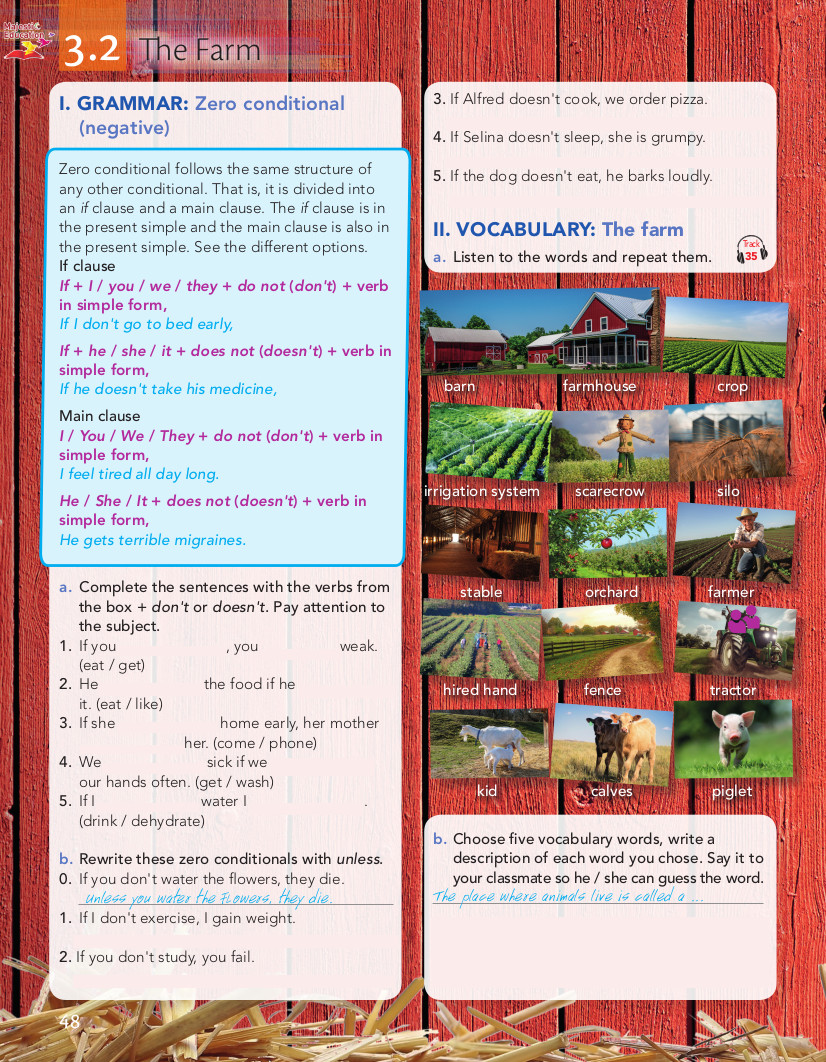 Majestic
Education
3.2 The Farm
I. GRAMMAR: Zero conditional
(negative)
Zero conditional follows the same structure of
any other conditional. That is, it is divided into
an if clause and a main clause. The if clause is in
the present simple and the main clause is also in
the present simple. See the different options.
If clause
If + I / you / we / they + do not (don't) + verb
in simple form,
If I don't go to bed early,
If + he / she / it + does not (doesn't) + verb in
simple form,
If he doesn't take his medicine,
Main clause
I / You / We / They + do not (don't) + verb in
simple form,
I feel tired all day long.
He / She / It + does not (doesn't) + verb in
simple form,
He gets terrible migraines.
a. Complete the sentences with the verbs from
the box + don't or doesn't. Pay attention to
the subject.
1. If you , you weak.
(eat / get)
2. He the food if he
it. (eat / like)
3. If she home early, her mother
her. (come / phone)
4. We sick if we
our hands often. (get / wash)
5. If I water I .
(drink / dehydrate)
b. Rewrite these zero conditionals with unless.
0. If you don't water the flowers, they die.
Unless you water the flowers, they die.
1. If I don't exercise, I gain weight.
2. If you don't study, you fail.
3. If Alfred doesn't cook, we order pizza.
4. If Selina doesn't sleep, she is grumpy.
5. If the dog doesn't eat, he barks loudly.
II. VOCABULARY: The farm
a. Listen to the words and repeat them.
Track
35
barn farmhouse crop
irrigation system scarecrow silo
stable orchard farmer
hired hand fence tractor
kid calves piglet
b. Choose five vocabulary words, write a
description of each word you chose. Say it to
your classmate so he / she can guess the word.
The place where animals live is called a ...
48